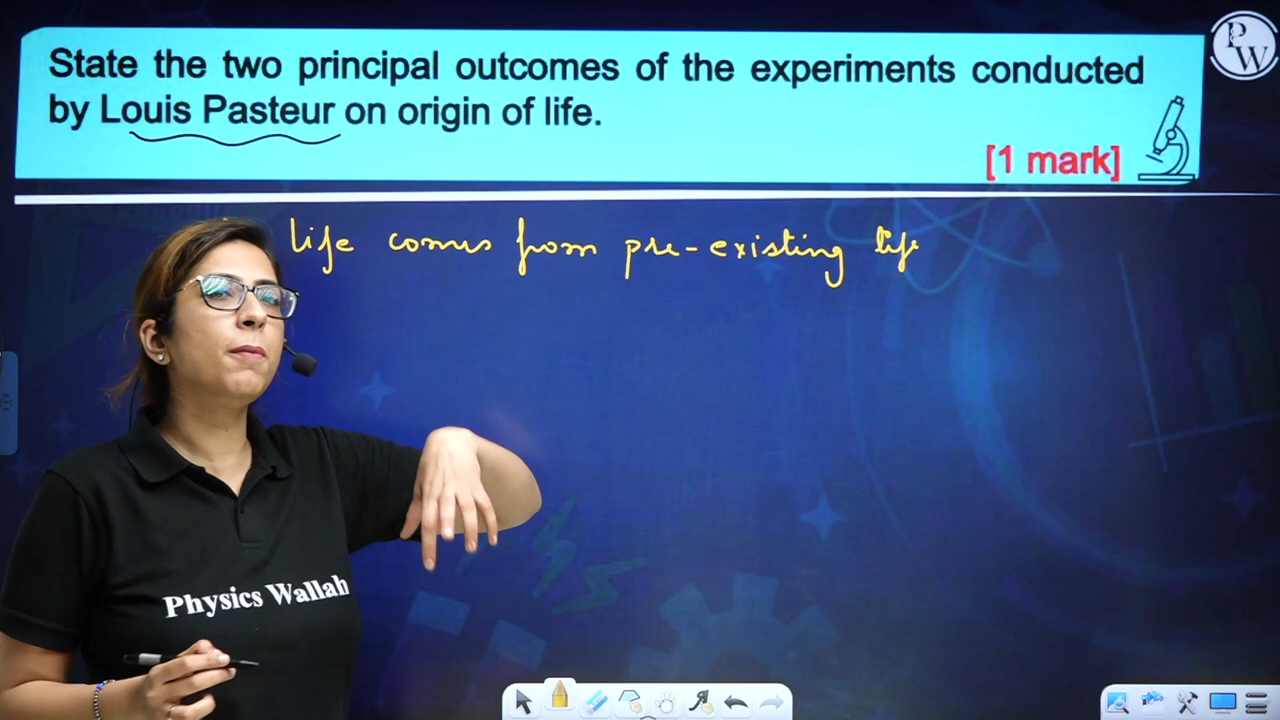 State the two principal outcomes of the experiments conducted
by Louis Pasteur on origin of life.
[1 mark]
PW
life comes from pre-existing life
Physics Wallah